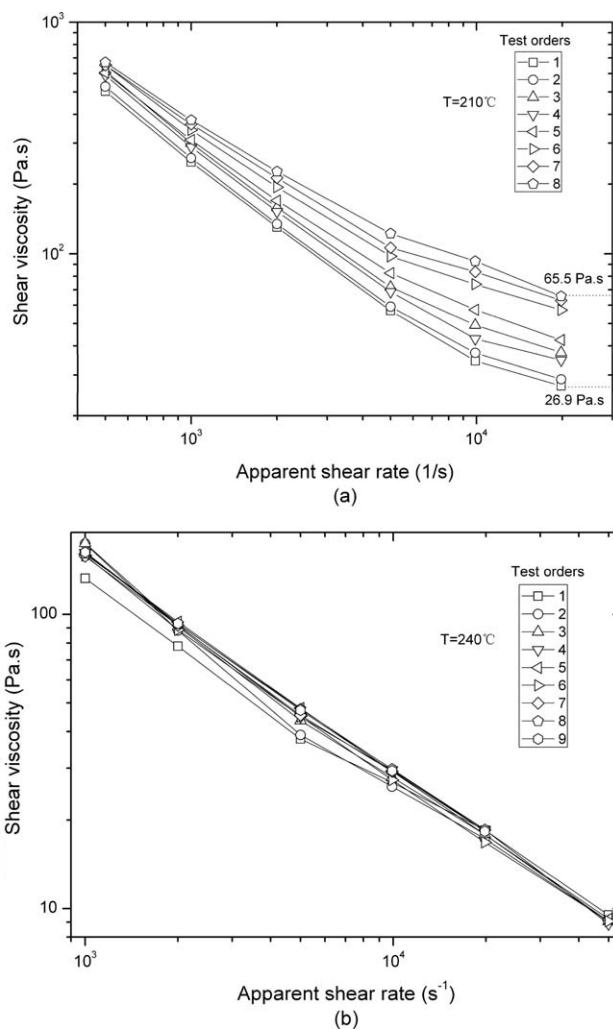 10³
Test orders
1
2
3
4
5
6
7
8
T=210℃
Shear viscosity (Pa.s)
10²
65.5 Pa.s
26.9 Pa.s
10³
10⁴
Apparent shear rate (1/s)
(a)
Test orders
1
2
3
4
5
6
7
8
9
T=240℃
100
Shear viscosity (Pa.s)
10
10³
10⁴
Apparent shear rate (s⁻¹)
(b)